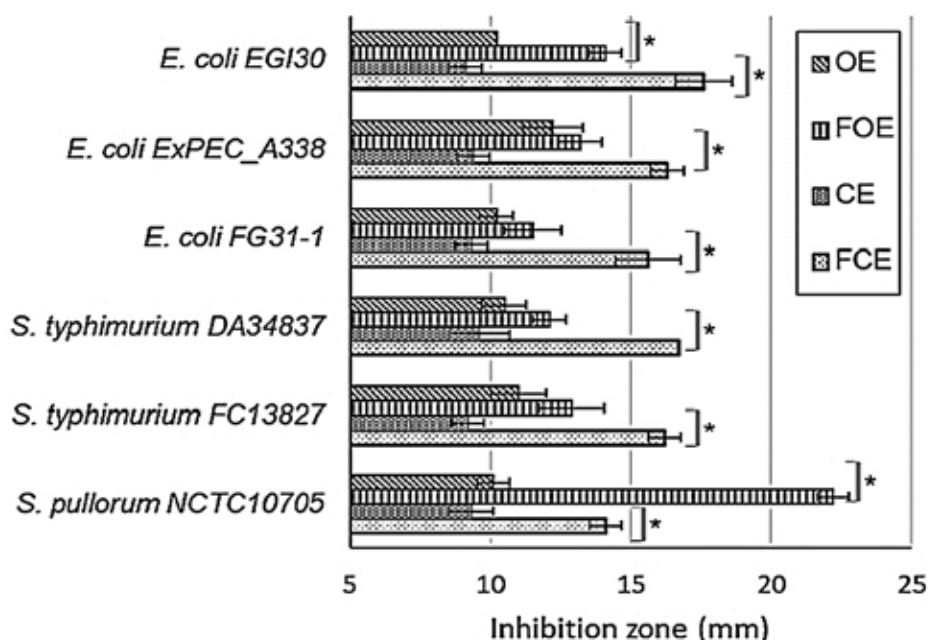 E. coli EGI30
*
*
E. coli ExPEC_A338
*
E. coli FG31-1
*
S. typhimurium DA34837
*
S. typhimurium FC13827
*
S. pullorum NCTC10705
*
*
OE
FOE
CE
FCE
5 10 15 20 25
Inhibition zone (mm)